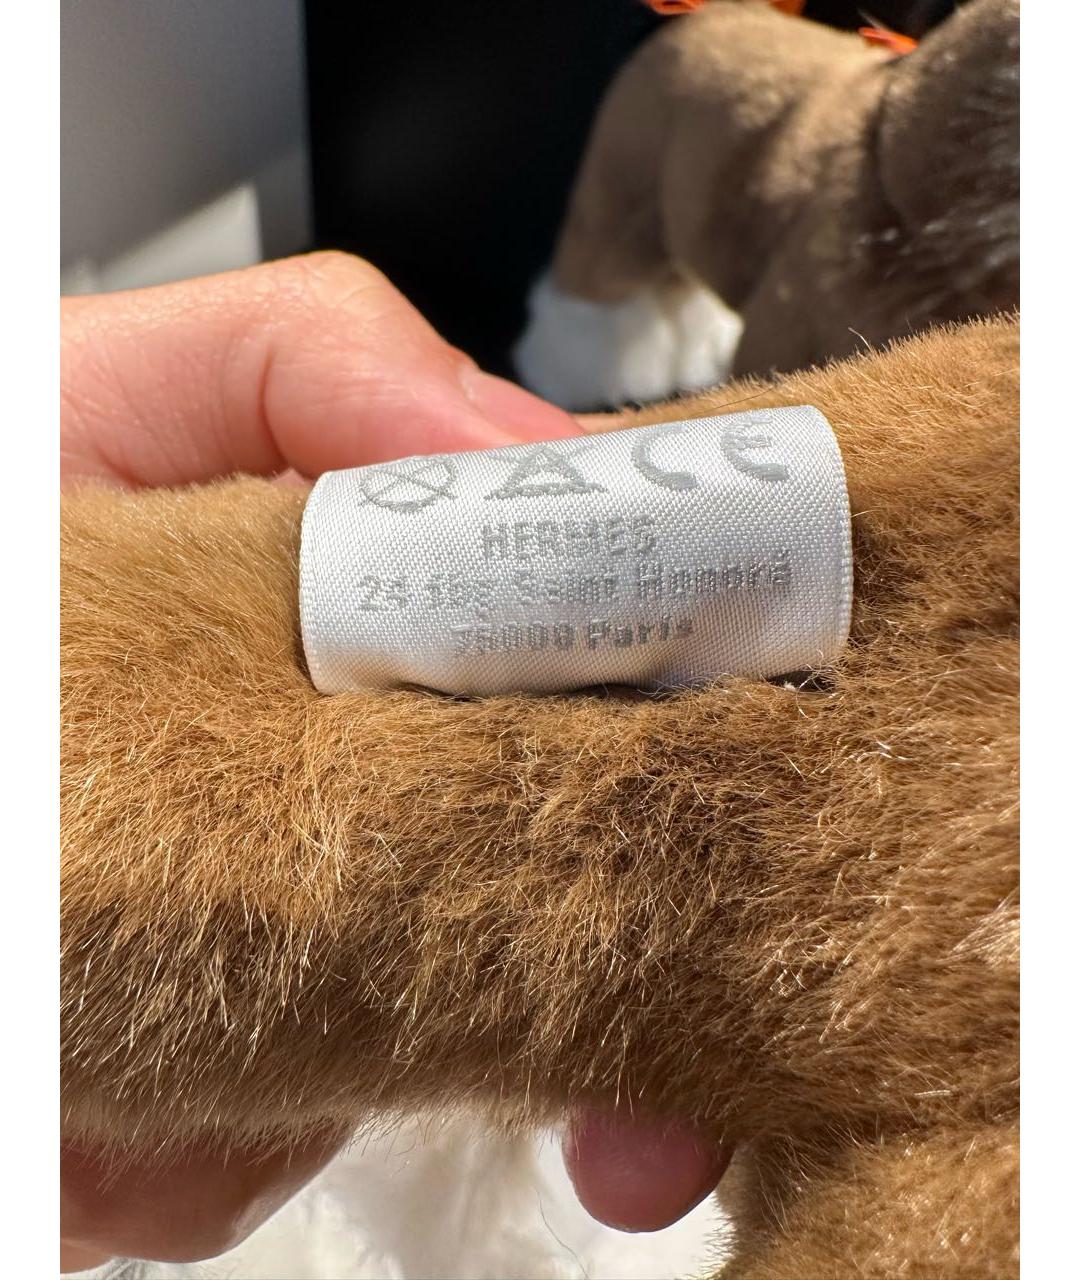 CE
HERMES
24 fbg Saint Honoré
75008 Paris